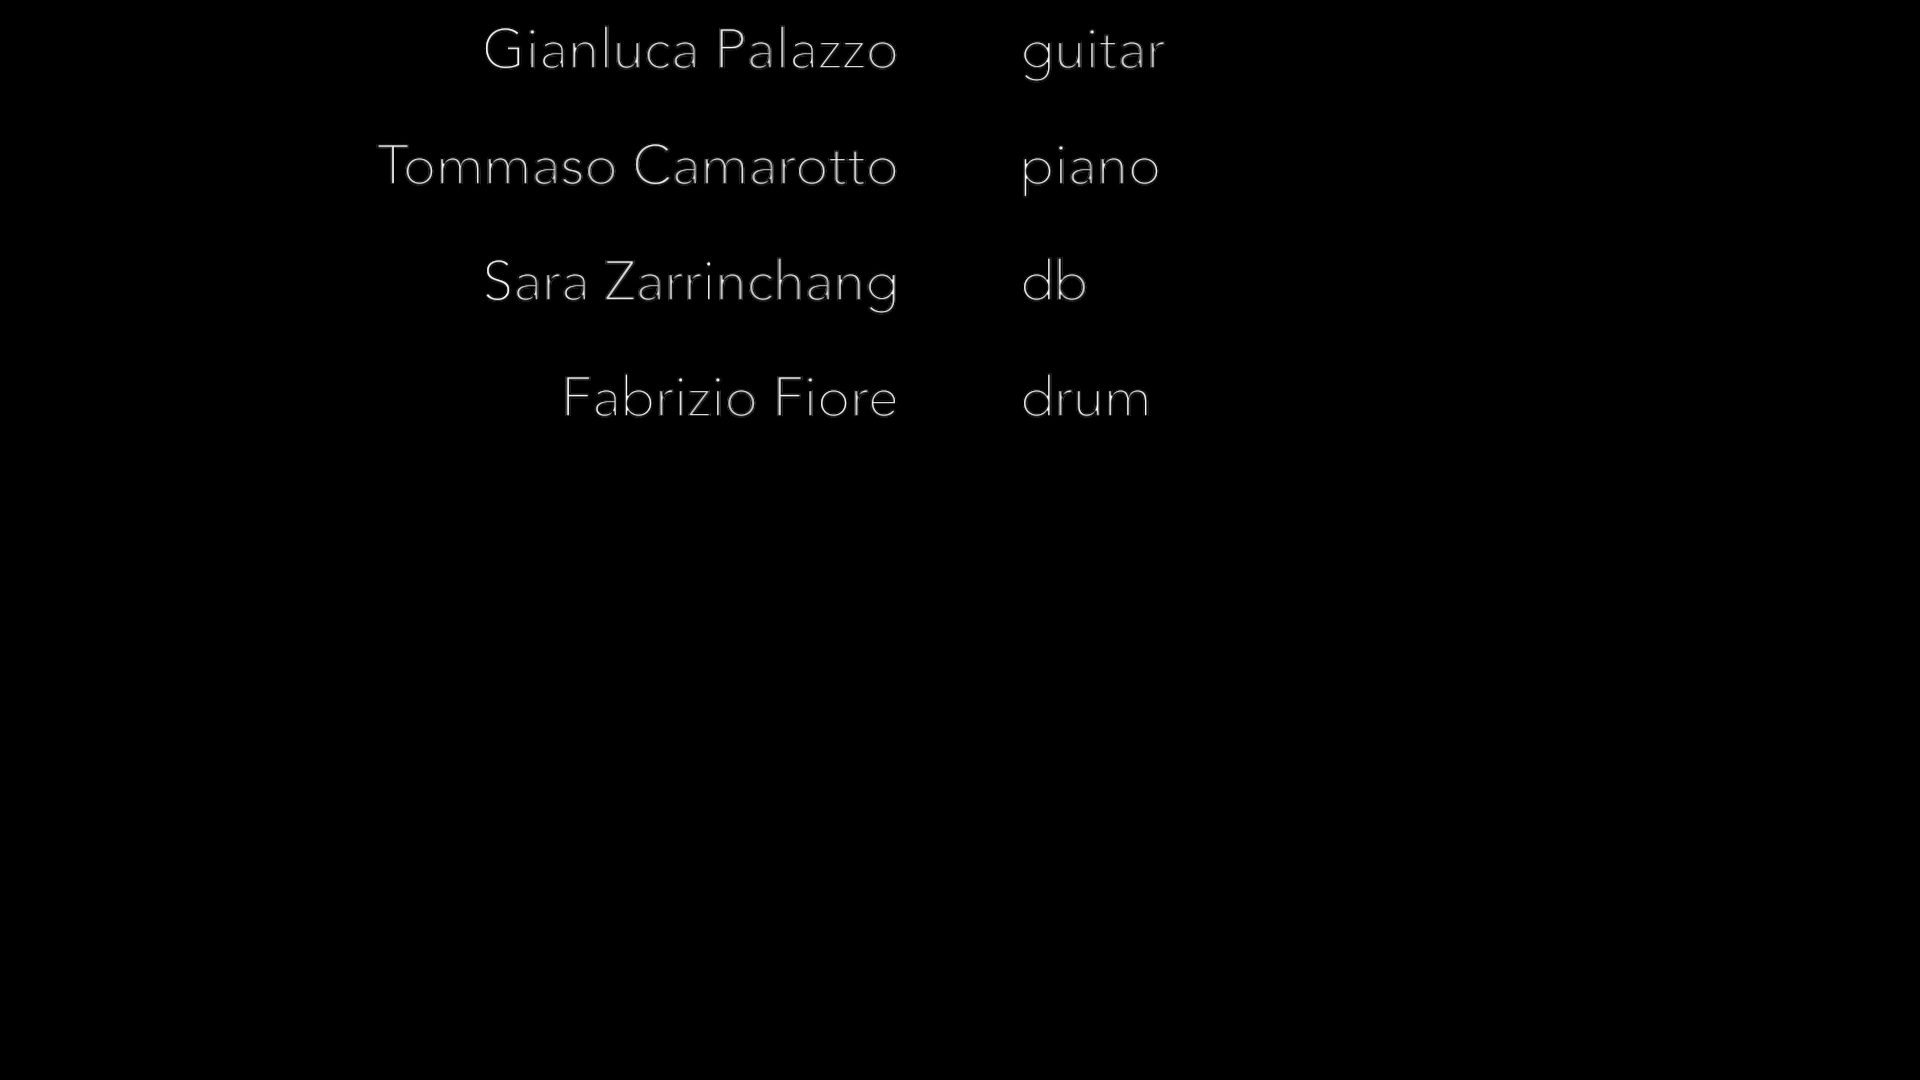 Gianluca Palazzo guitar
Tommaso Camarotto piano
Sara Zarrinchang db
Fabrizio Fiore drum